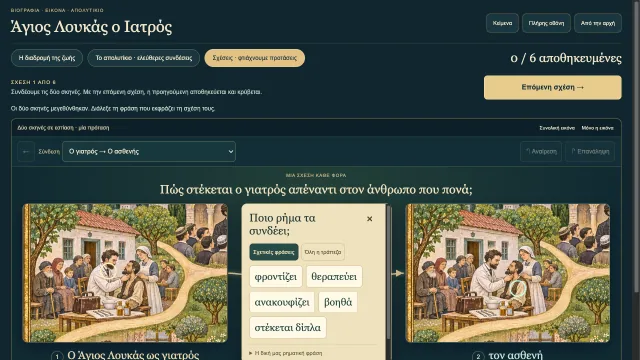 ΒΙΟΓΡΑΦΙΑ · ΕΙΚΟΝΑ · ΑΠΟΛΥΤΙΚΙΟ
Ἅγιος Λουκάς ο Ιατρός
Κείμενα
Πλήρης οθόνη
Από την αρχή
Η διαδρομή της ζωής
Το απολυτίκιο · ελεύθερες συνδέσεις
Σχέσεις · φτιάχνουμε προτάσεις
0 / 6 αποθηκευμένες
ΣΧΕΣΗ 1 ΑΠΟ 6
Συνδέουμε τις δύο σκηνές. Με την επόμενη σχέση, η προηγούμενη αποθηκεύεται και κρύβεται.
Επόμενη σχέση →
Οι δύο σκηνές μεγεθύνθηκαν. Διάλεξε τη φράση που εκφράζει τη σχέση τους.
Δύο σκηνές σε εστίαση · μία πρόταση
Συνολική εικόνα
Μόνο η εικόνα
←
Σύνδεση
Ο γιατρός → Ο ασθενής
Αναίρεση
Επανάληψη
ΜΙΑ ΣΧΕΣΗ ΚΑΘΕ ΦΟΡΑ
Πώς στέκεται ο γιατρός απέναντι στον άνθρωπο που πονά;
Ποιο ρήμα τα
συνδέει;
×
Σχετικές φράσεις
Όλη η τράπεζα
φροντίζει
θεραπεύει
ανακουφίζει
βοηθά
στέκεται δίπλα
▸ Η δική μας ρηματική φράση
1 Ο Άγιος Λουκάς ως γιατρός
2 τον ασθενή